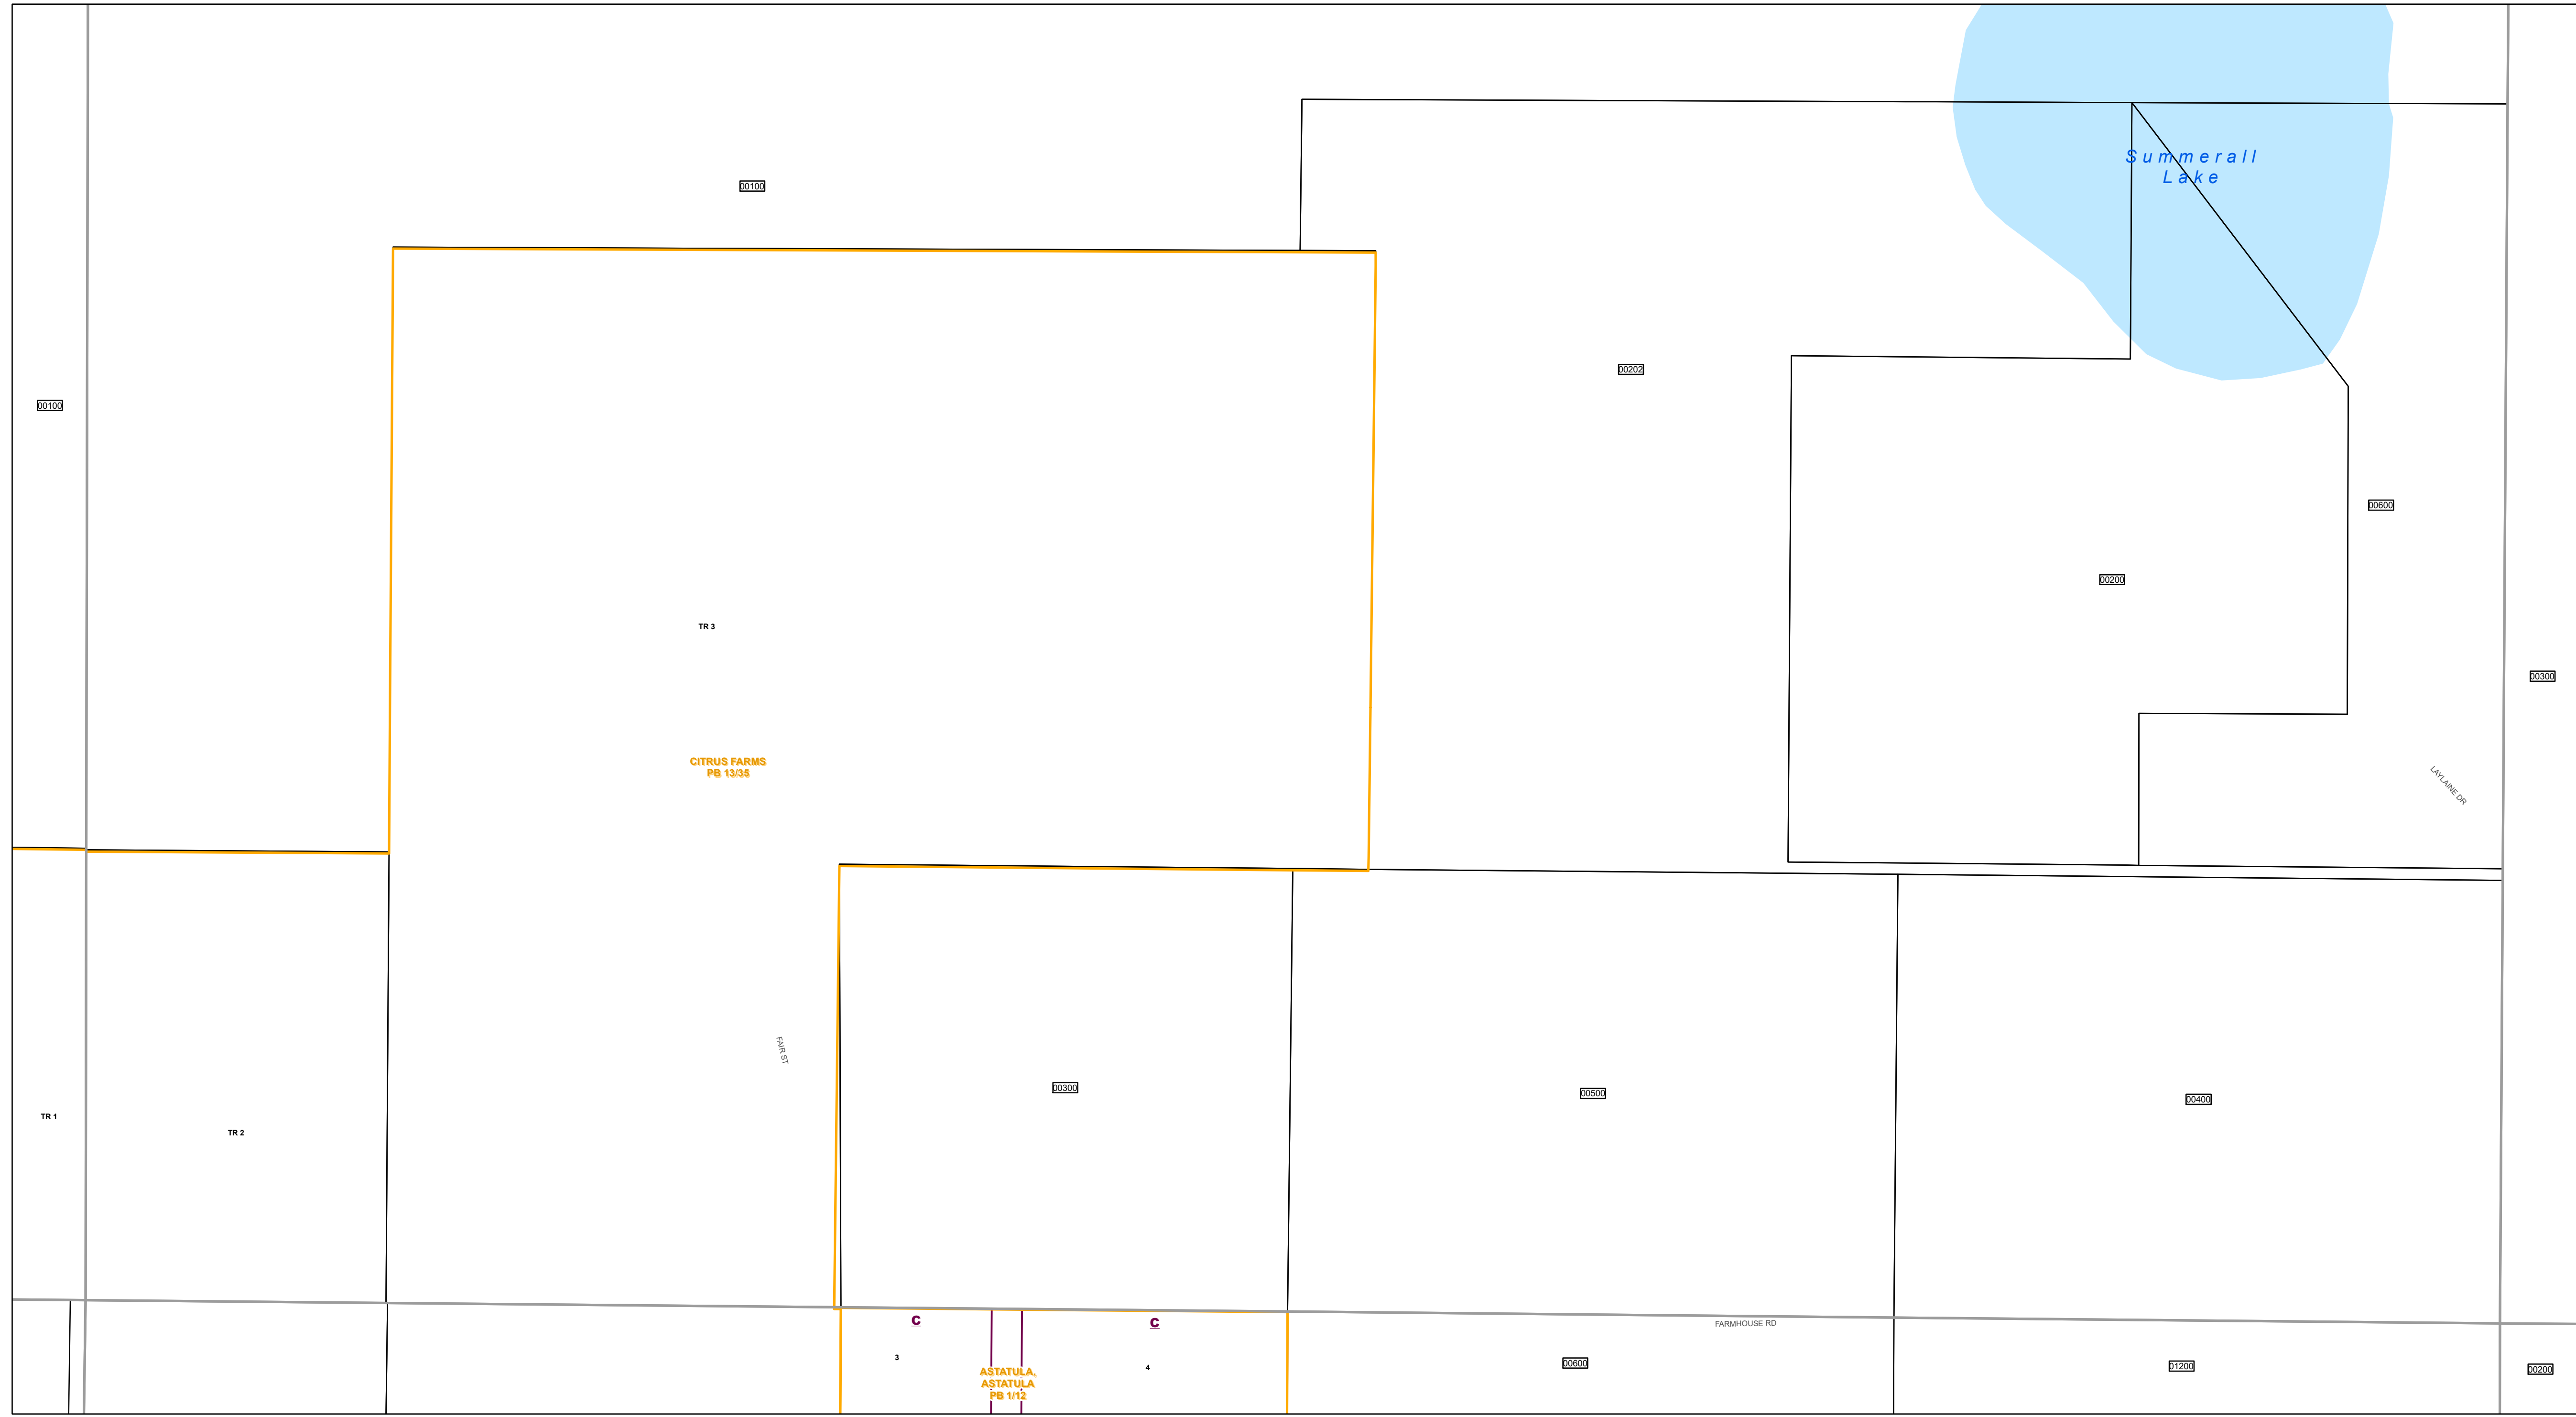 Summerall
Lake
00100
00202
00100
00600
00200
TR 3
00300
CITRUS FARMS
PB 13/35
LAYLAINE DR
FAIR ST
00300
00500
00400
TR 1
TR 2
C
C
FARMHOUSE RD
3
4
00600
01200
00200
ASTATULA,
ASTATULA
PB 1/12